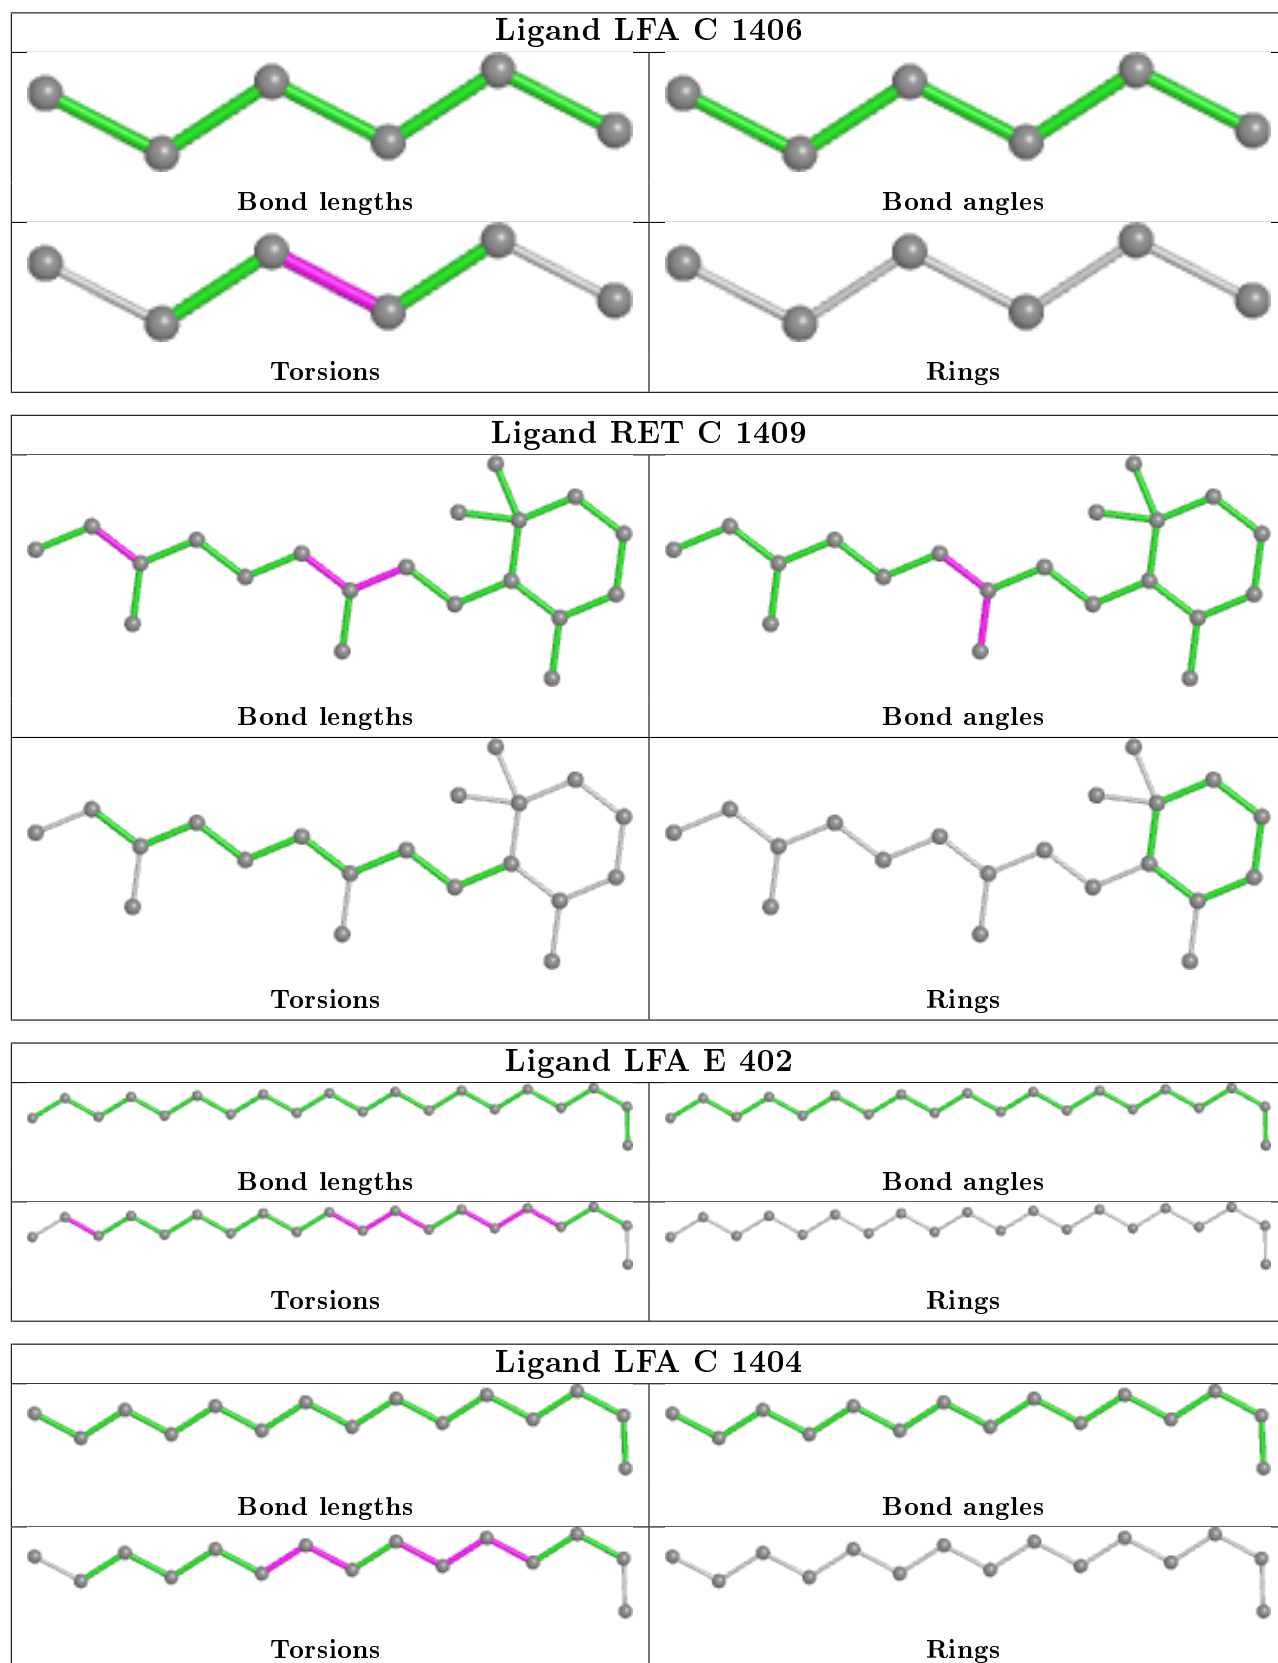 Ligand LFA C 1406
Bond lengths
Bond angles
Torsions
Rings
Ligand RET C 1409
Bond lengths
Bond angles
Torsions
Rings
Ligand LFA E 402
Bond lengths
Bond angles
Torsions
Rings
Ligand LFA C 1404
Bond lengths
Bond angles
Torsions
Rings